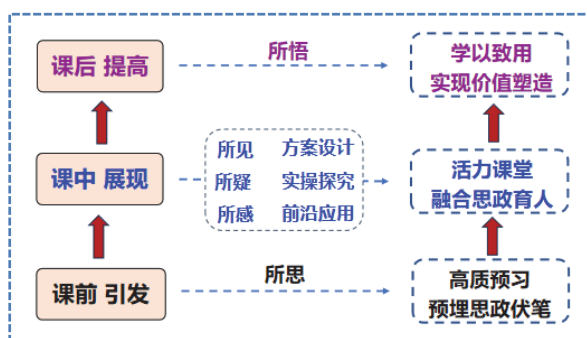 课后 提高
所悟
学以致用
实现价值塑造
课中 展现
所见 方案设计
所疑 实操探究
所感 前沿应用
活力课堂
融合思政育人
课前 引发
所思
高质预习
预埋思政伏笔